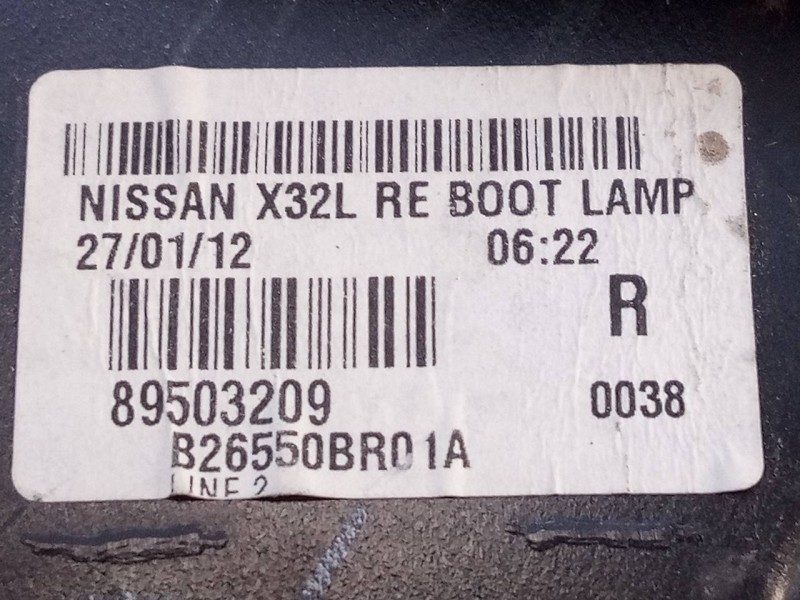 NISSAN X32L RE BOOT LAMP
27/01/12 06:22
R
89503209 0038
B26550BR01A
LINE 2